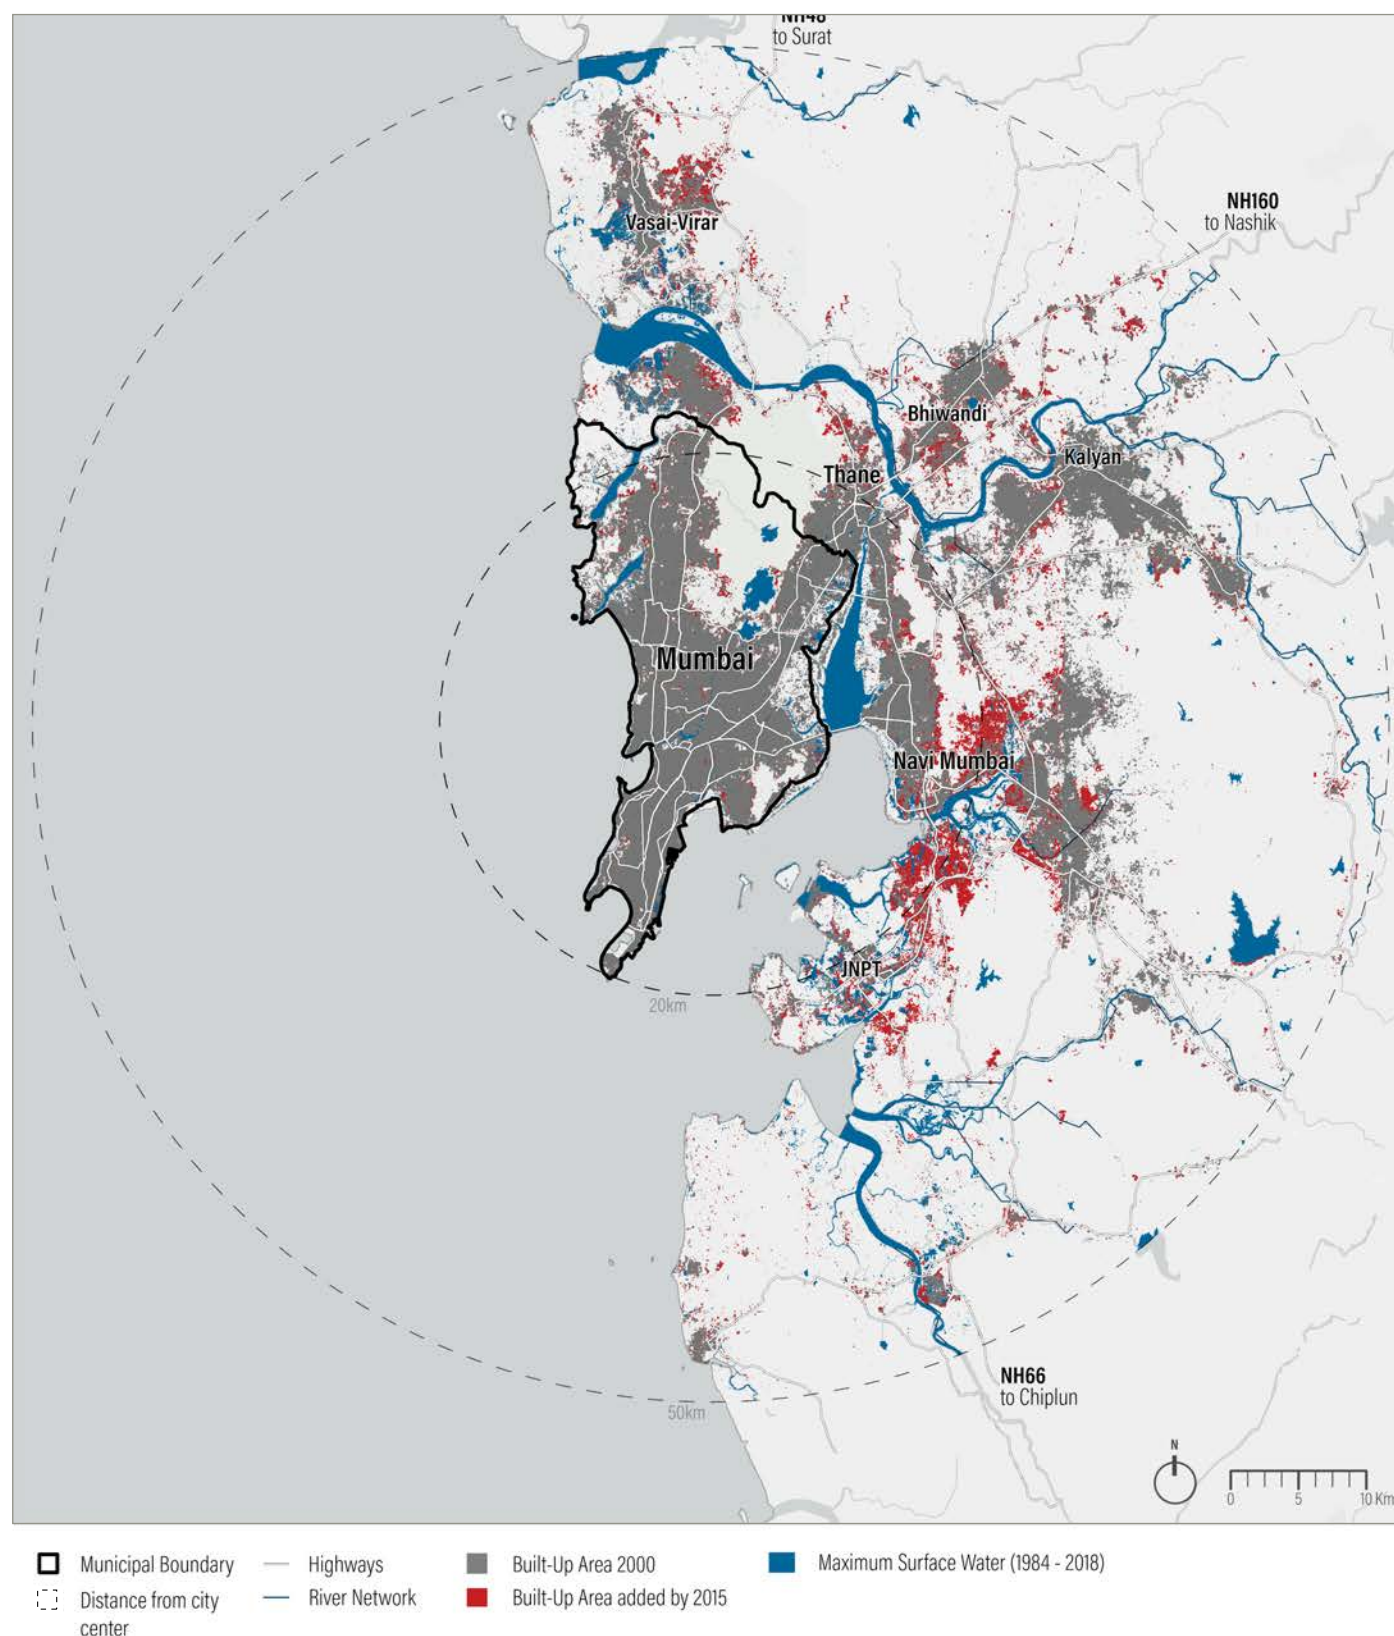 NH48
to Surat
NH160
to Nashik
Vasai-Virar
Bhiwandi
Kalyan
Thane
Mumbai
Navi Mumbai
JNPT
20km
NH66
to Chiplun
50km
N
0 5 10 Km
Municipal Boundary
Highways
Built-Up Area 2000
Maximum Surface Water (1984 - 2018)
Distance from city
center
River Network
Built-Up Area added by 2015